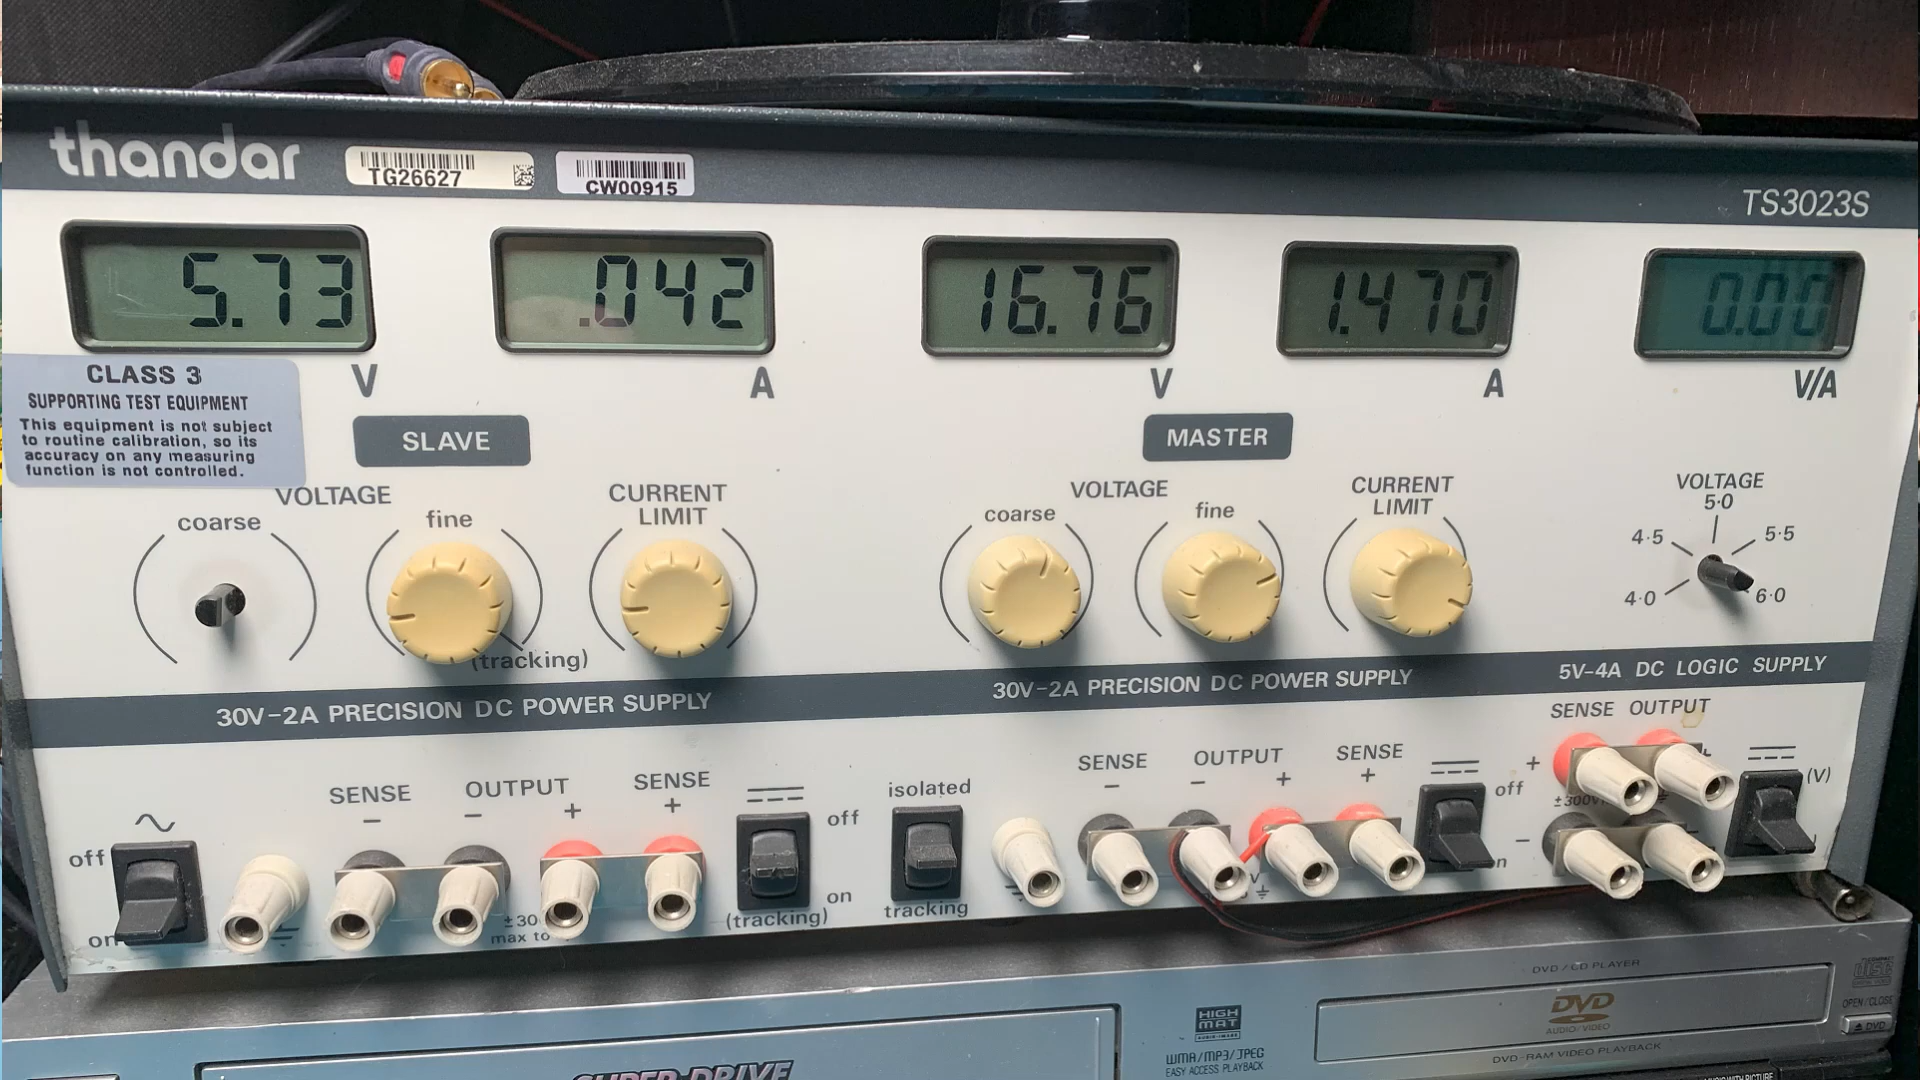 thandar
TG26627
CW00915
TS3023S
5.73
.042
16.76
1.470
0.00
V
A
V
A
V/A
CLASS 3
SUPPORTING TEST EQUIPMENT
This equipment is not subject
to routine calibration, so its
accuracy on any measuring
function is not controlled.
SLAVE
MASTER
VOLTAGE
coarse
fine
(tracking)
CURRENT
LIMIT
VOLTAGE
coarse
fine
CURRENT
LIMIT
VOLTAGE
5·0
4·5
5·5
4·0
6·0
30V-2A PRECISION DC POWER SUPPLY
30V-2A PRECISION DC POWER SUPPLY
5V-4A DC LOGIC SUPPLY
off
on
SENSE
−
OUTPUT
− +
SENSE
+
±30
max to
off
on
(tracking)
isolated
tracking
SENSE
−
OUTPUT
− +
SENSE
+
off
on
SENSE OUTPUT
+
−
(V)
DVD / CD PLAYER
DVD
AUDIO/VIDEO
DVD-RAM VIDEO PLAYBACK
OPEN/CLOSE
DVD
HIGH
MAT
WMA/MP3/JPEG
EASY ACCESS PLAYBACK
SUPER-DRIVE